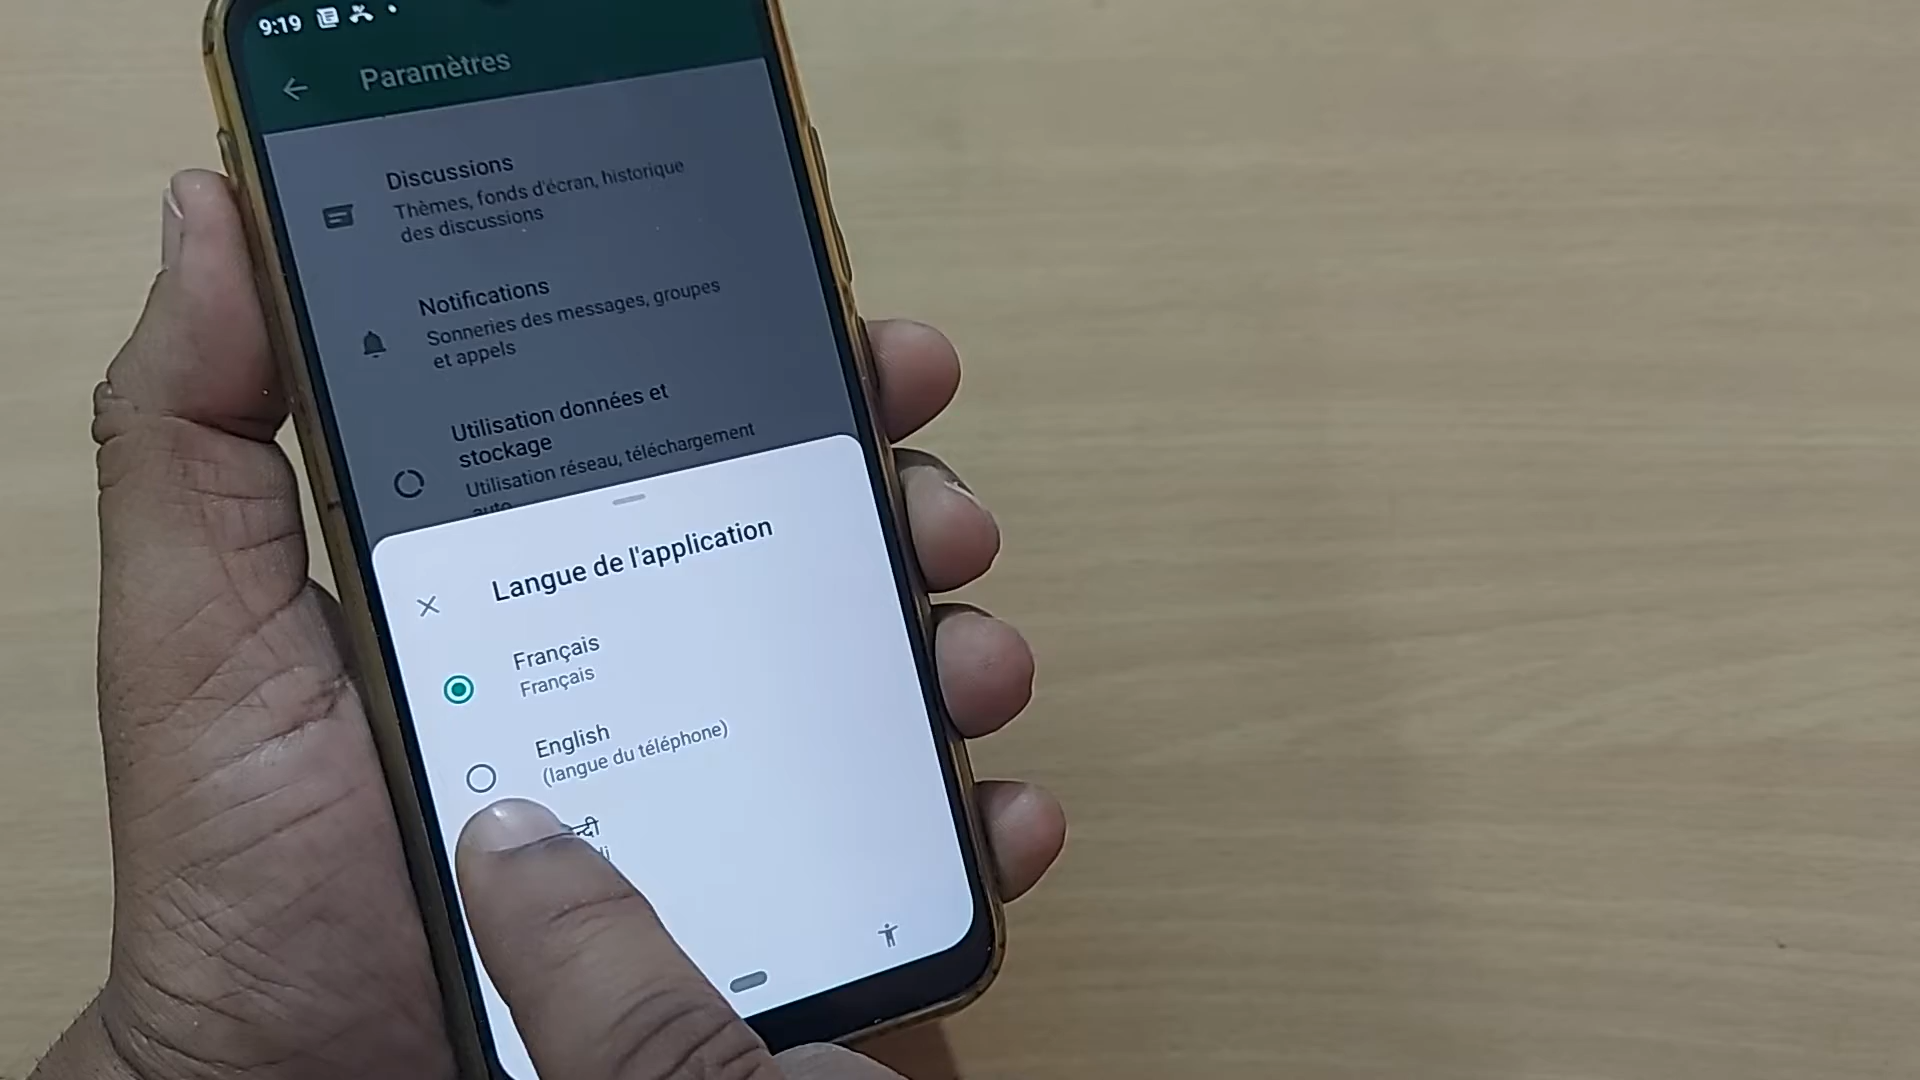 9:19
Paramètres
Discussions
Thèmes, fonds d'écran, historique
des discussions
Notifications
Sonneries des messages, groupes
et appels
Utilisation données et
stockage
Utilisation réseau, téléchargement
auto
Langue de l'application
Français
Français
English
(langue du téléphone)